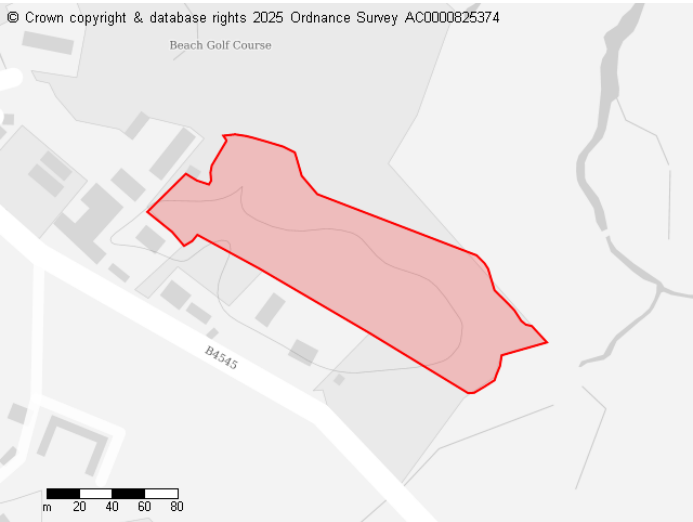 © Crown copyright & database rights 2025 Ordnance Survey AC0000825374
Beach Golf Course
B4545
m 20 40 60 80